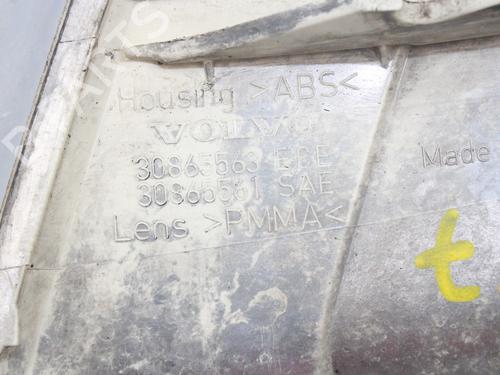 Housing >ABS<
VOLVO
30865563 ECE
30865561 SAE
Lens >PMMA<
Made
t